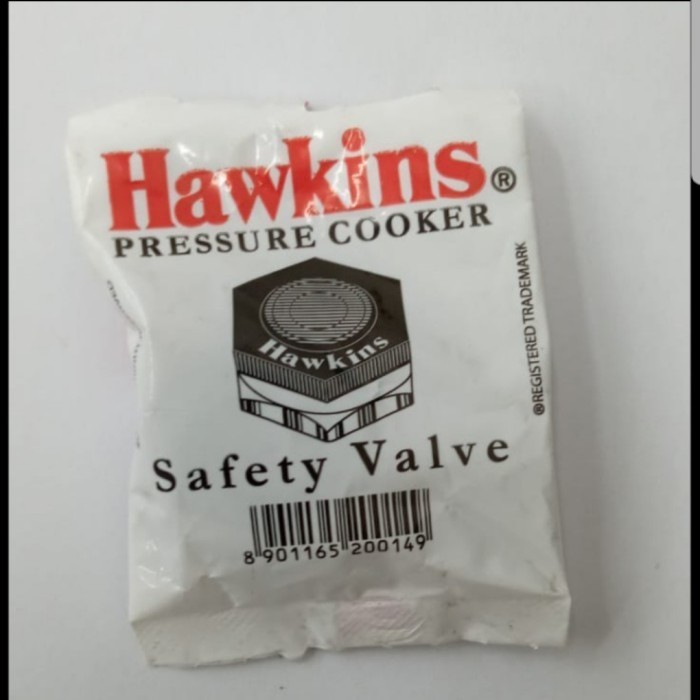 Hawkins®
PRESSURE COOKER
Hawkins
®REGISTERED TRADEMARK
Safety Valve
8 901165 200149